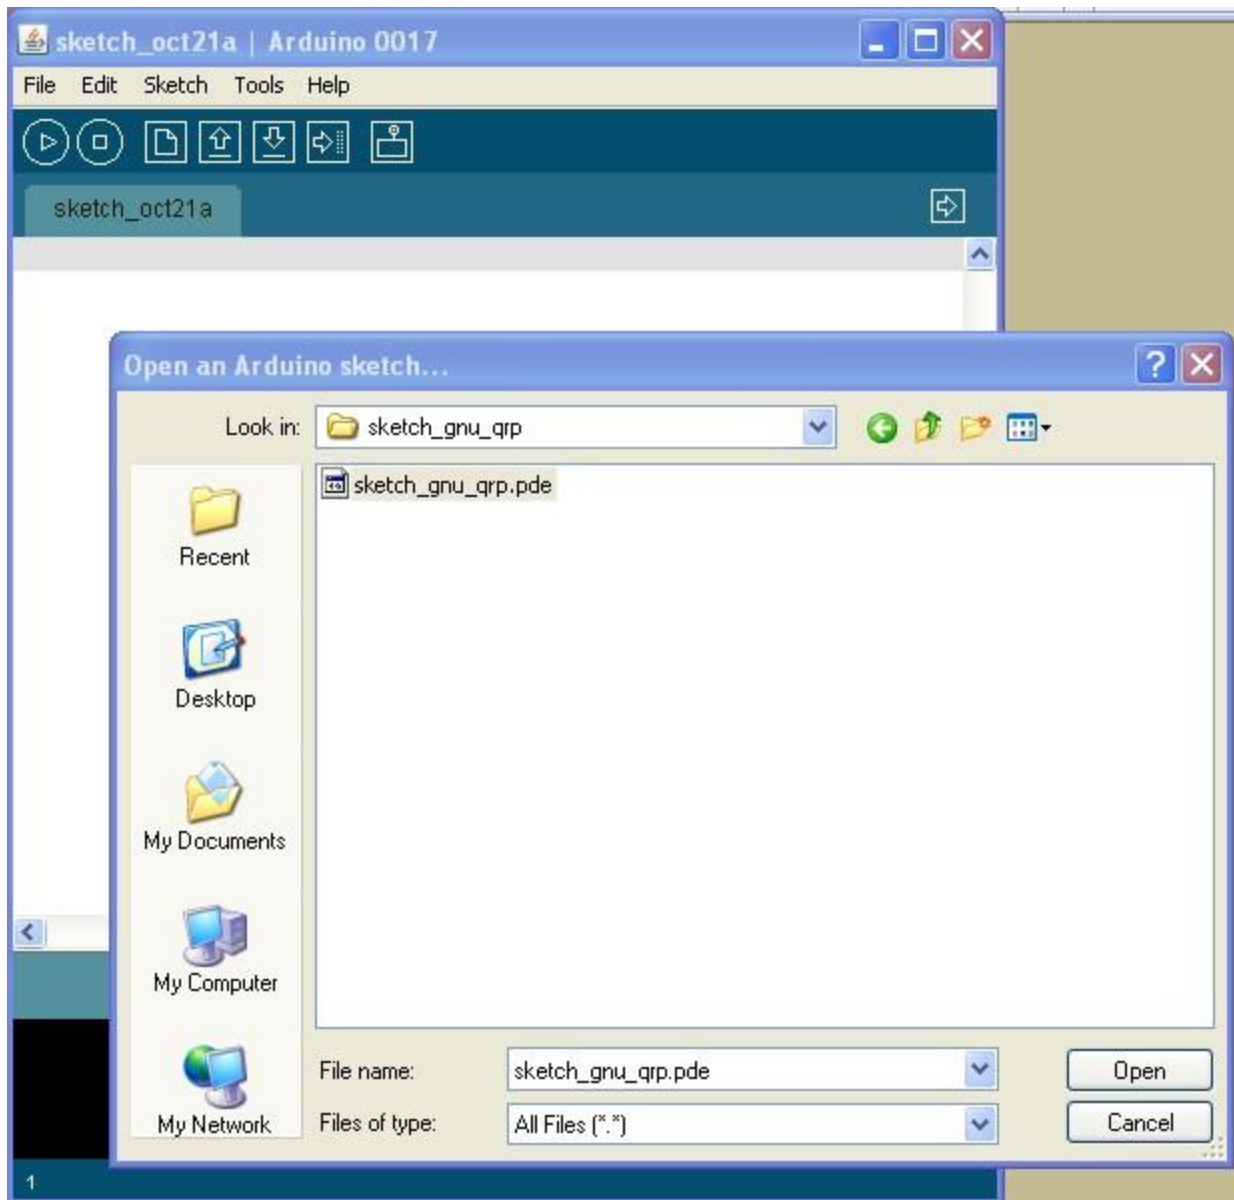 sketch_oct21a | Arduino 0017
File Edit Sketch Tools Help
sketch_oct21a
Open an Arduino sketch...
Look in: sketch_gnu_qrp
sketch_gnu_qrp.pde
Recent
Desktop
My Documents
My Computer
My Network
File name: sketch_gnu_qrp.pde Open
Files of type: All Files (*.*) Cancel
1